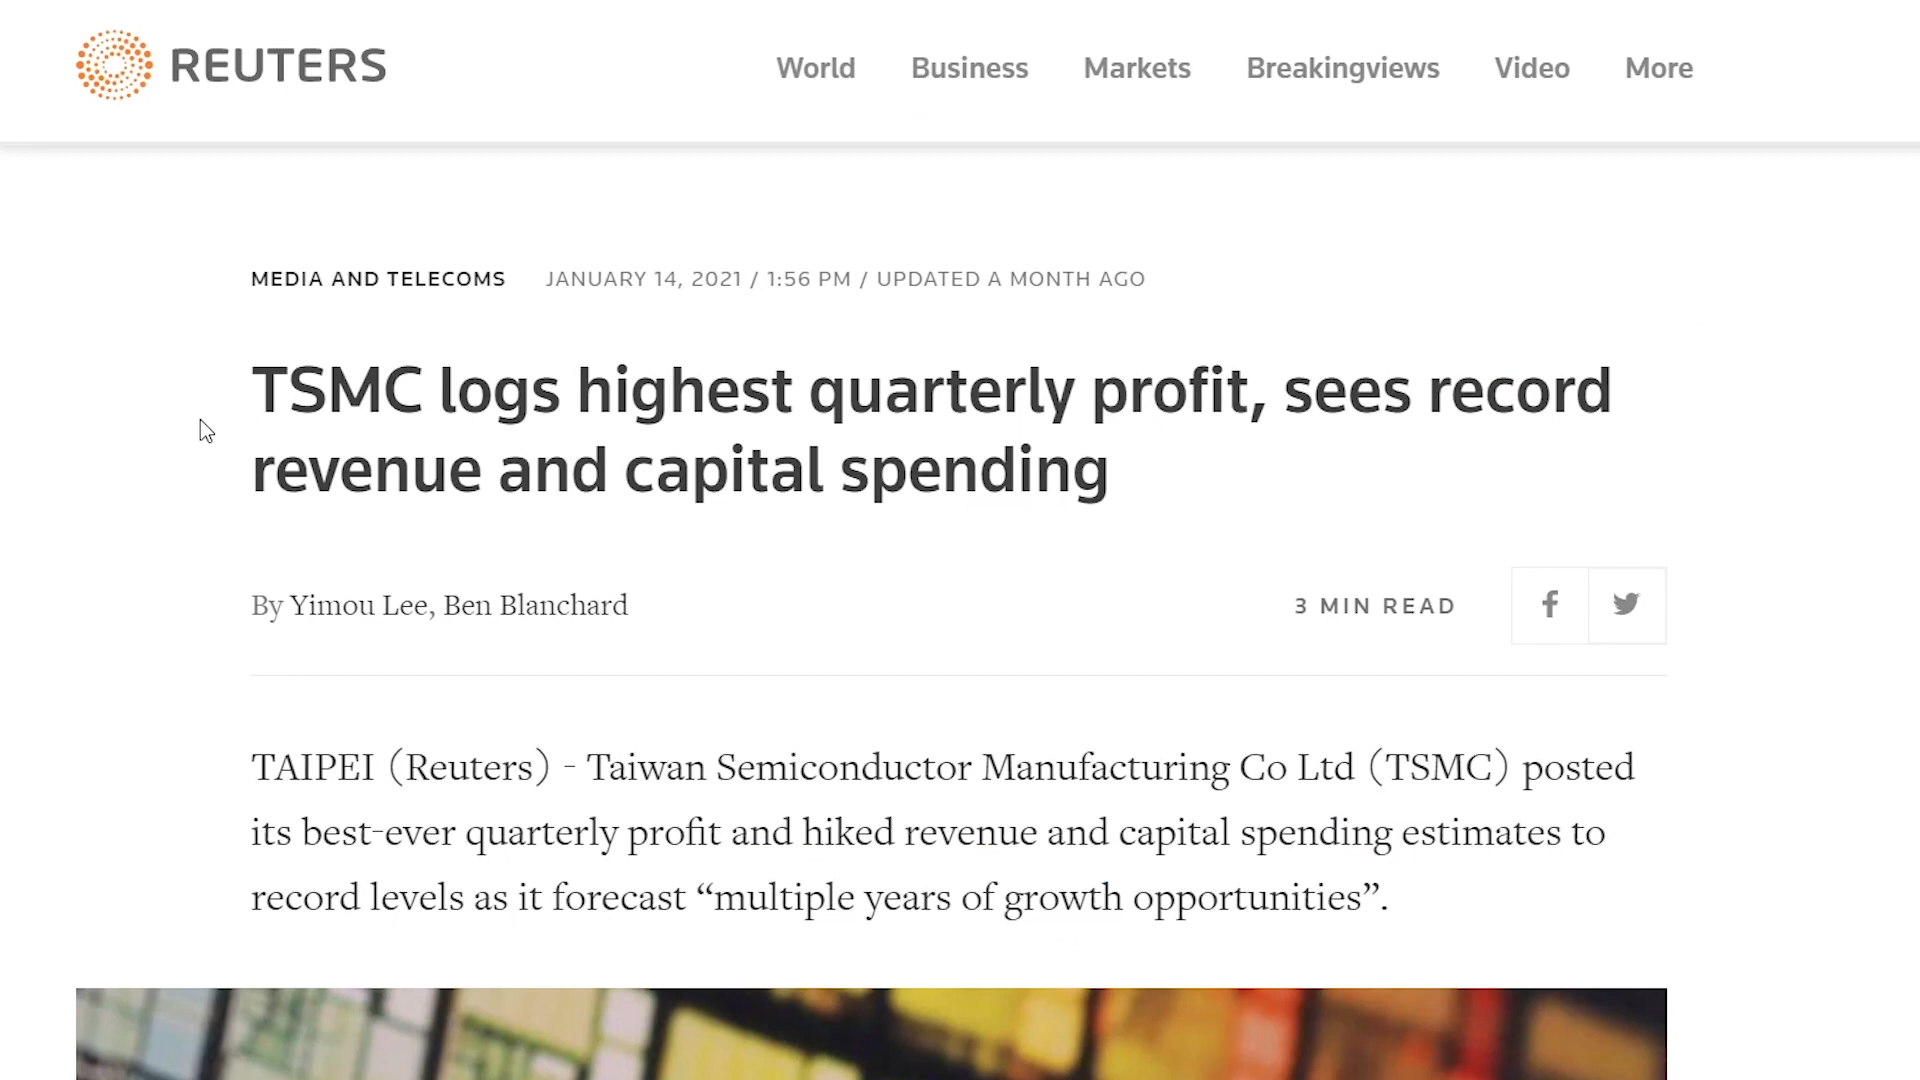 REUTERS
World Business Markets Breakingviews Video More
MEDIA AND TELECOMS JANUARY 14, 2021 / 1:56 PM / UPDATED A MONTH AGO
TSMC logs highest quarterly profit, sees record
revenue and capital spending
By Yimou Lee, Ben Blanchard
3 MIN READ
TAIPEI (Reuters) - Taiwan Semiconductor Manufacturing Co Ltd (TSMC) posted
its best-ever quarterly profit and hiked revenue and capital spending estimates to
record levels as it forecast “multiple years of growth opportunities”.